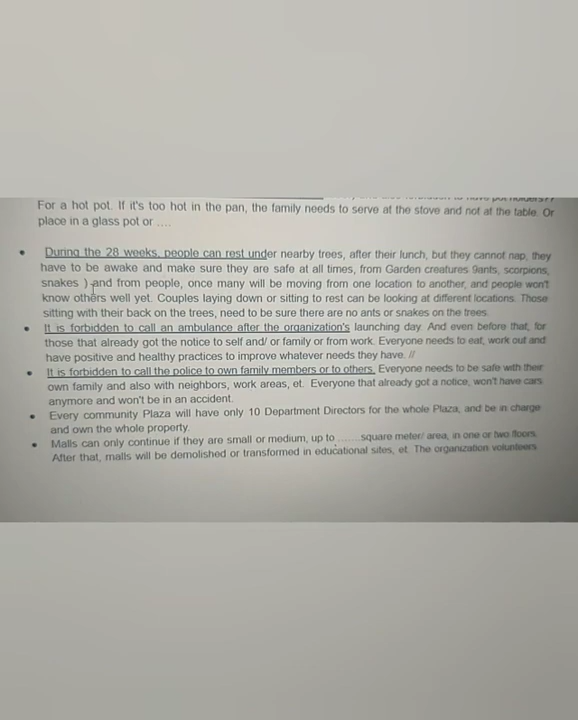 For a hot pot. If it's too hot in the pan, the family needs to serve at the stove and not at the table. Or
place in a glass pot or ....
• During the 28 weeks, people can rest under nearby trees, after their lunch, but they cannot nap, they
have to be awake and make sure they are safe at all times, from Garden creatures 9ants, scorpions,
snakes ) and from people, once many will be moving from one location to another, and people won't
know others well yet. Couples laying down or sitting to rest can be looking at different locations. Those
sitting with their back on the trees, need to be sure there are no ants or snakes on the trees.
• It is forbidden to call an ambulance after the organization's launching day. And even before that, for
those that already got the notice to self and/ or family or from work. Everyone needs to eat, work out and
have positive and healthy practices to improve whatever needs they have. //
• It is forbidden to call the police to own family members or to others. Everyone needs to be safe with their
own family and also with neighbors, work areas, et. Everyone that already got a notice, won't have cars
anymore and won't be in an accident.
• Every community Plaza will have only 10 Department Directors for the whole Plaza, and be in charge
and own the whole property.
• Malls can only continue if they are small or medium, up to .......square meter/ area, in one or two floors.
After that, malls will be demolished or transformed in educational sites, et. The organization volunteers